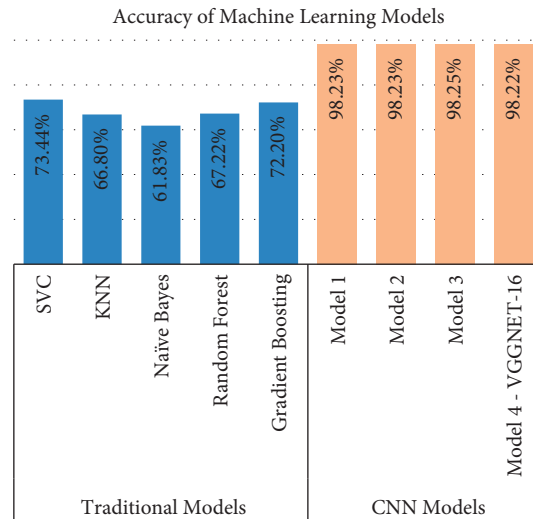 Accuracy of Machine Learning Models
73.44%
66.80%
61.83%
67.22%
72.20%
98.23%
98.23%
98.25%
98.22%
SVC
KNN
Naïve Bayes
Random Forest
Gradient Boosting
Model 1
Model 2
Model 3
Model 4 - VGGNET-16
Traditional Models
CNN Models